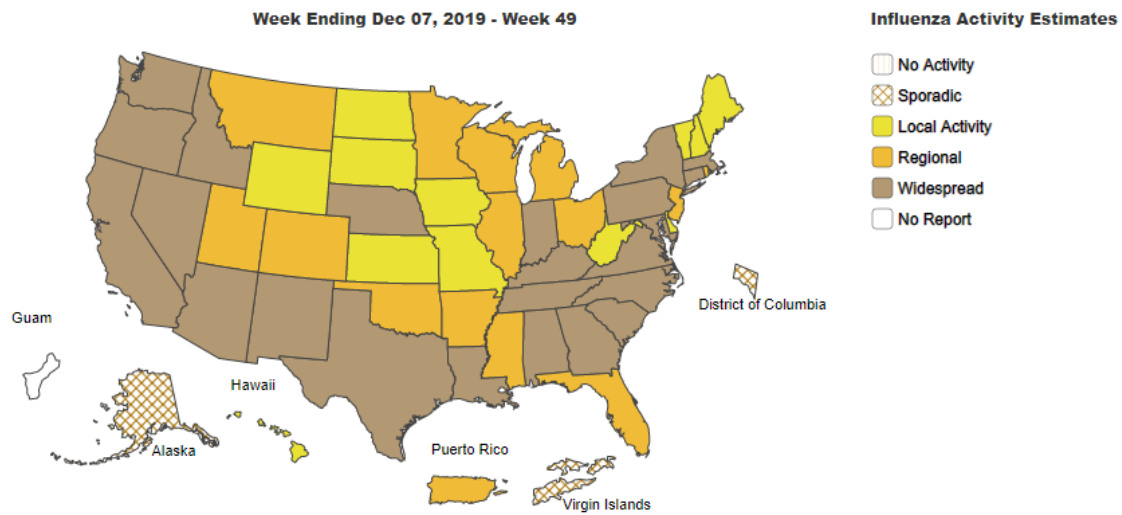 Week Ending Dec 07, 2019 - Week 49
Influenza Activity Estimates
No Activity
Sporadic
Local Activity
Regional
Widespread
No Report
District of Columbia
Guam
Hawaii
Alaska
Puerto Rico
Virgin Islands